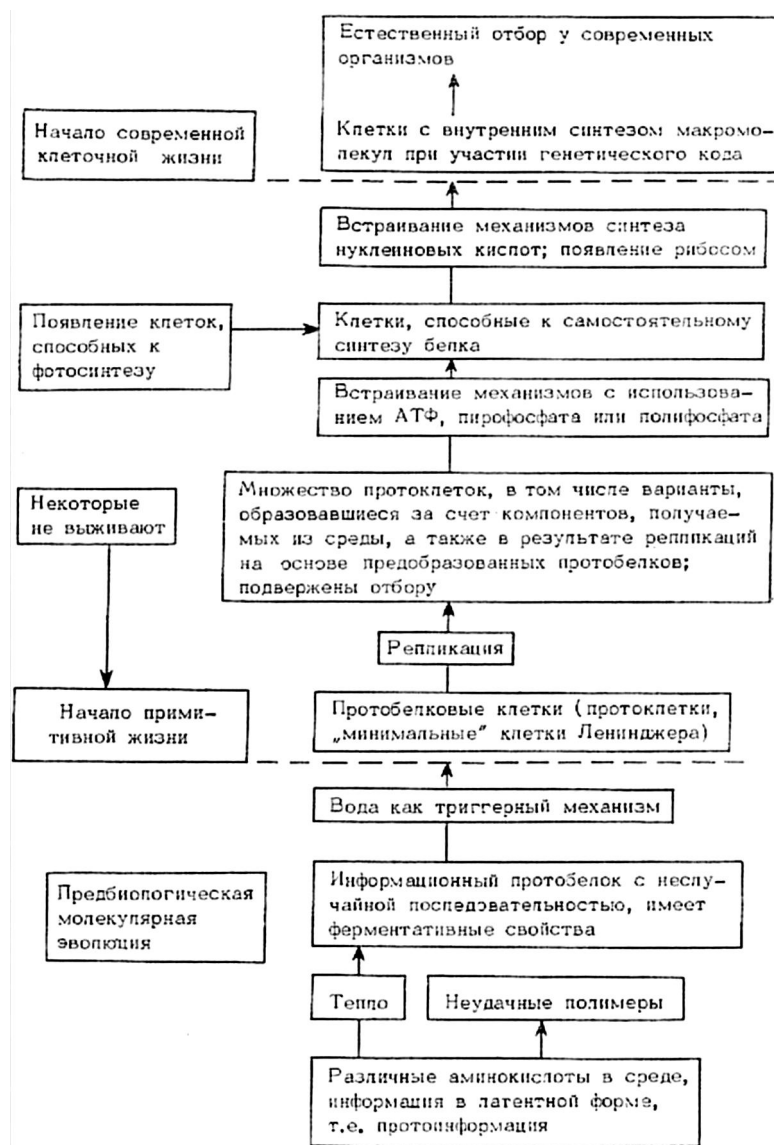 Естественный отбор у современных
организмов
Начало современной
клеточной жизни
Клетки с внутренним синтезом макромо-
лекул при участии генетического кода
Встраивание механизмов синтеза
нуклеиновых кислот; появление рибосом
Появление клеток,
способных к
фотосинтезу
Клетки, способные к самостоятельному
синтезу белка
Встраивание механизмов с использова-
нием АТФ, пирофосфата или полифосфата
Некоторые
не выживают
Множество протоклеток, в том числе варианты,
образовавшиеся за счет компонентов, получае-
мых из среды, а также в результате репликаций
на основе предобразованных протобелков;
подвержены отбору
Репликация
Начало прими-
тивной жизни
Протобелковые клетки (протоклетки,
„минимальные" клетки Ленинджера)
Вода как триггерный механизм
Предбиологическая
молекулярная
эволюция
Информационный протобелок с неслу-
чайной последовательностью, имеет
ферментативные свойства
Тепло
Неудачные полимеры
Различные аминокислоты в среде,
информация в латентной форме,
т.е. протоинформация